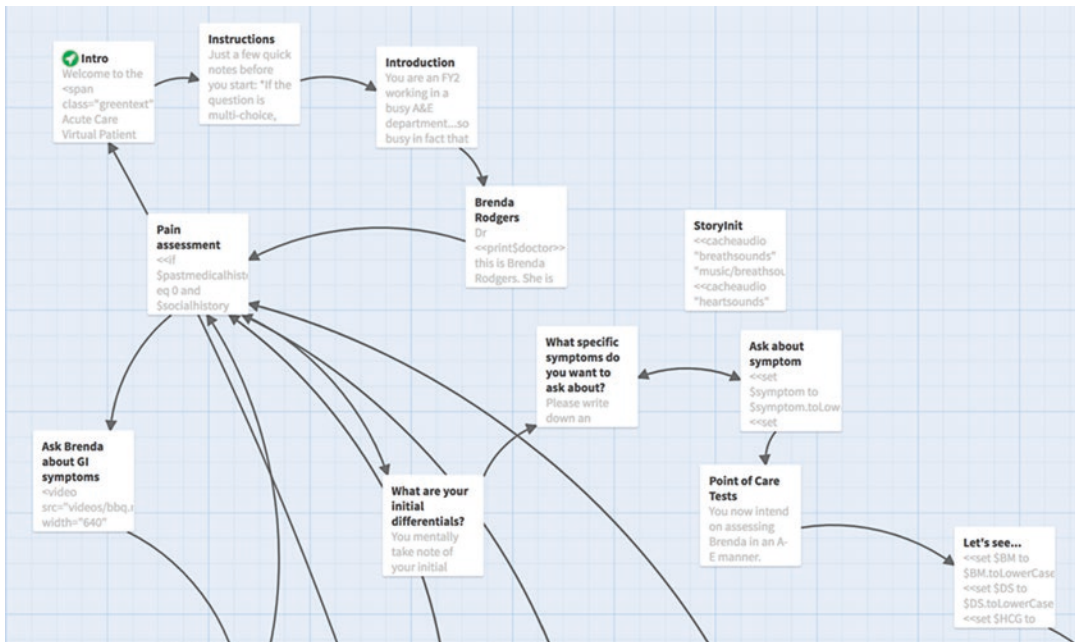 Intro
Welcome to the
<span
class="greentext"
Acute Care
Virtual Patient
Instructions
Just a few quick
notes before
you start: *If the
question is
multi-choice,
Introduction
You are an FY2
working in a
busy A&E
department...so
busy in fact that
Brenda
Rodgers
Dr
<<print$doctor>>
this is Brenda
Rodgers. She is
Pain
assessment
<<if
$pastmedicalhist
eq 0 and
$socialhistory
StoryInit
<<cacheaudio
"breathsounds"
"music/breathsou
<<cacheaudio
"heartsounds"
What specific
symptoms do
you want to
ask about?
Please write
down an
Ask about
symptom
<<set
$symptom to
$symptom.toLow
<<set
Ask Brenda
about GI
symptoms
<video
src="videos/bbq.
width="640"
What are your
initial
differentials?
You mentally
take note of
your initial
Point of Care
Tests
You now intend
on assessing
Brenda in an A-
E manner.
Let's see...
<<set $BM to
$BM.toLowerCase
<<set $DS to
$DS.toLowerCase
<<set $HCG to